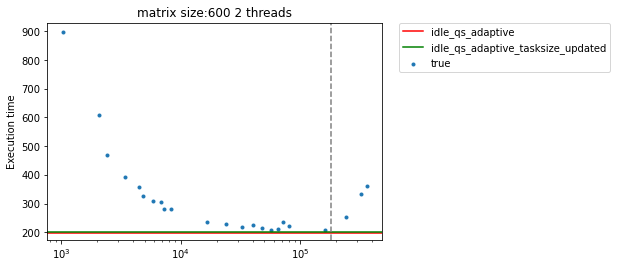 matrix size:600 2 threads
900
800
700
600
500
400
300
200
Execution time
10³
10⁴
10⁵
idle_qs_adaptive
idle_qs_adaptive_tasksize_updated
true